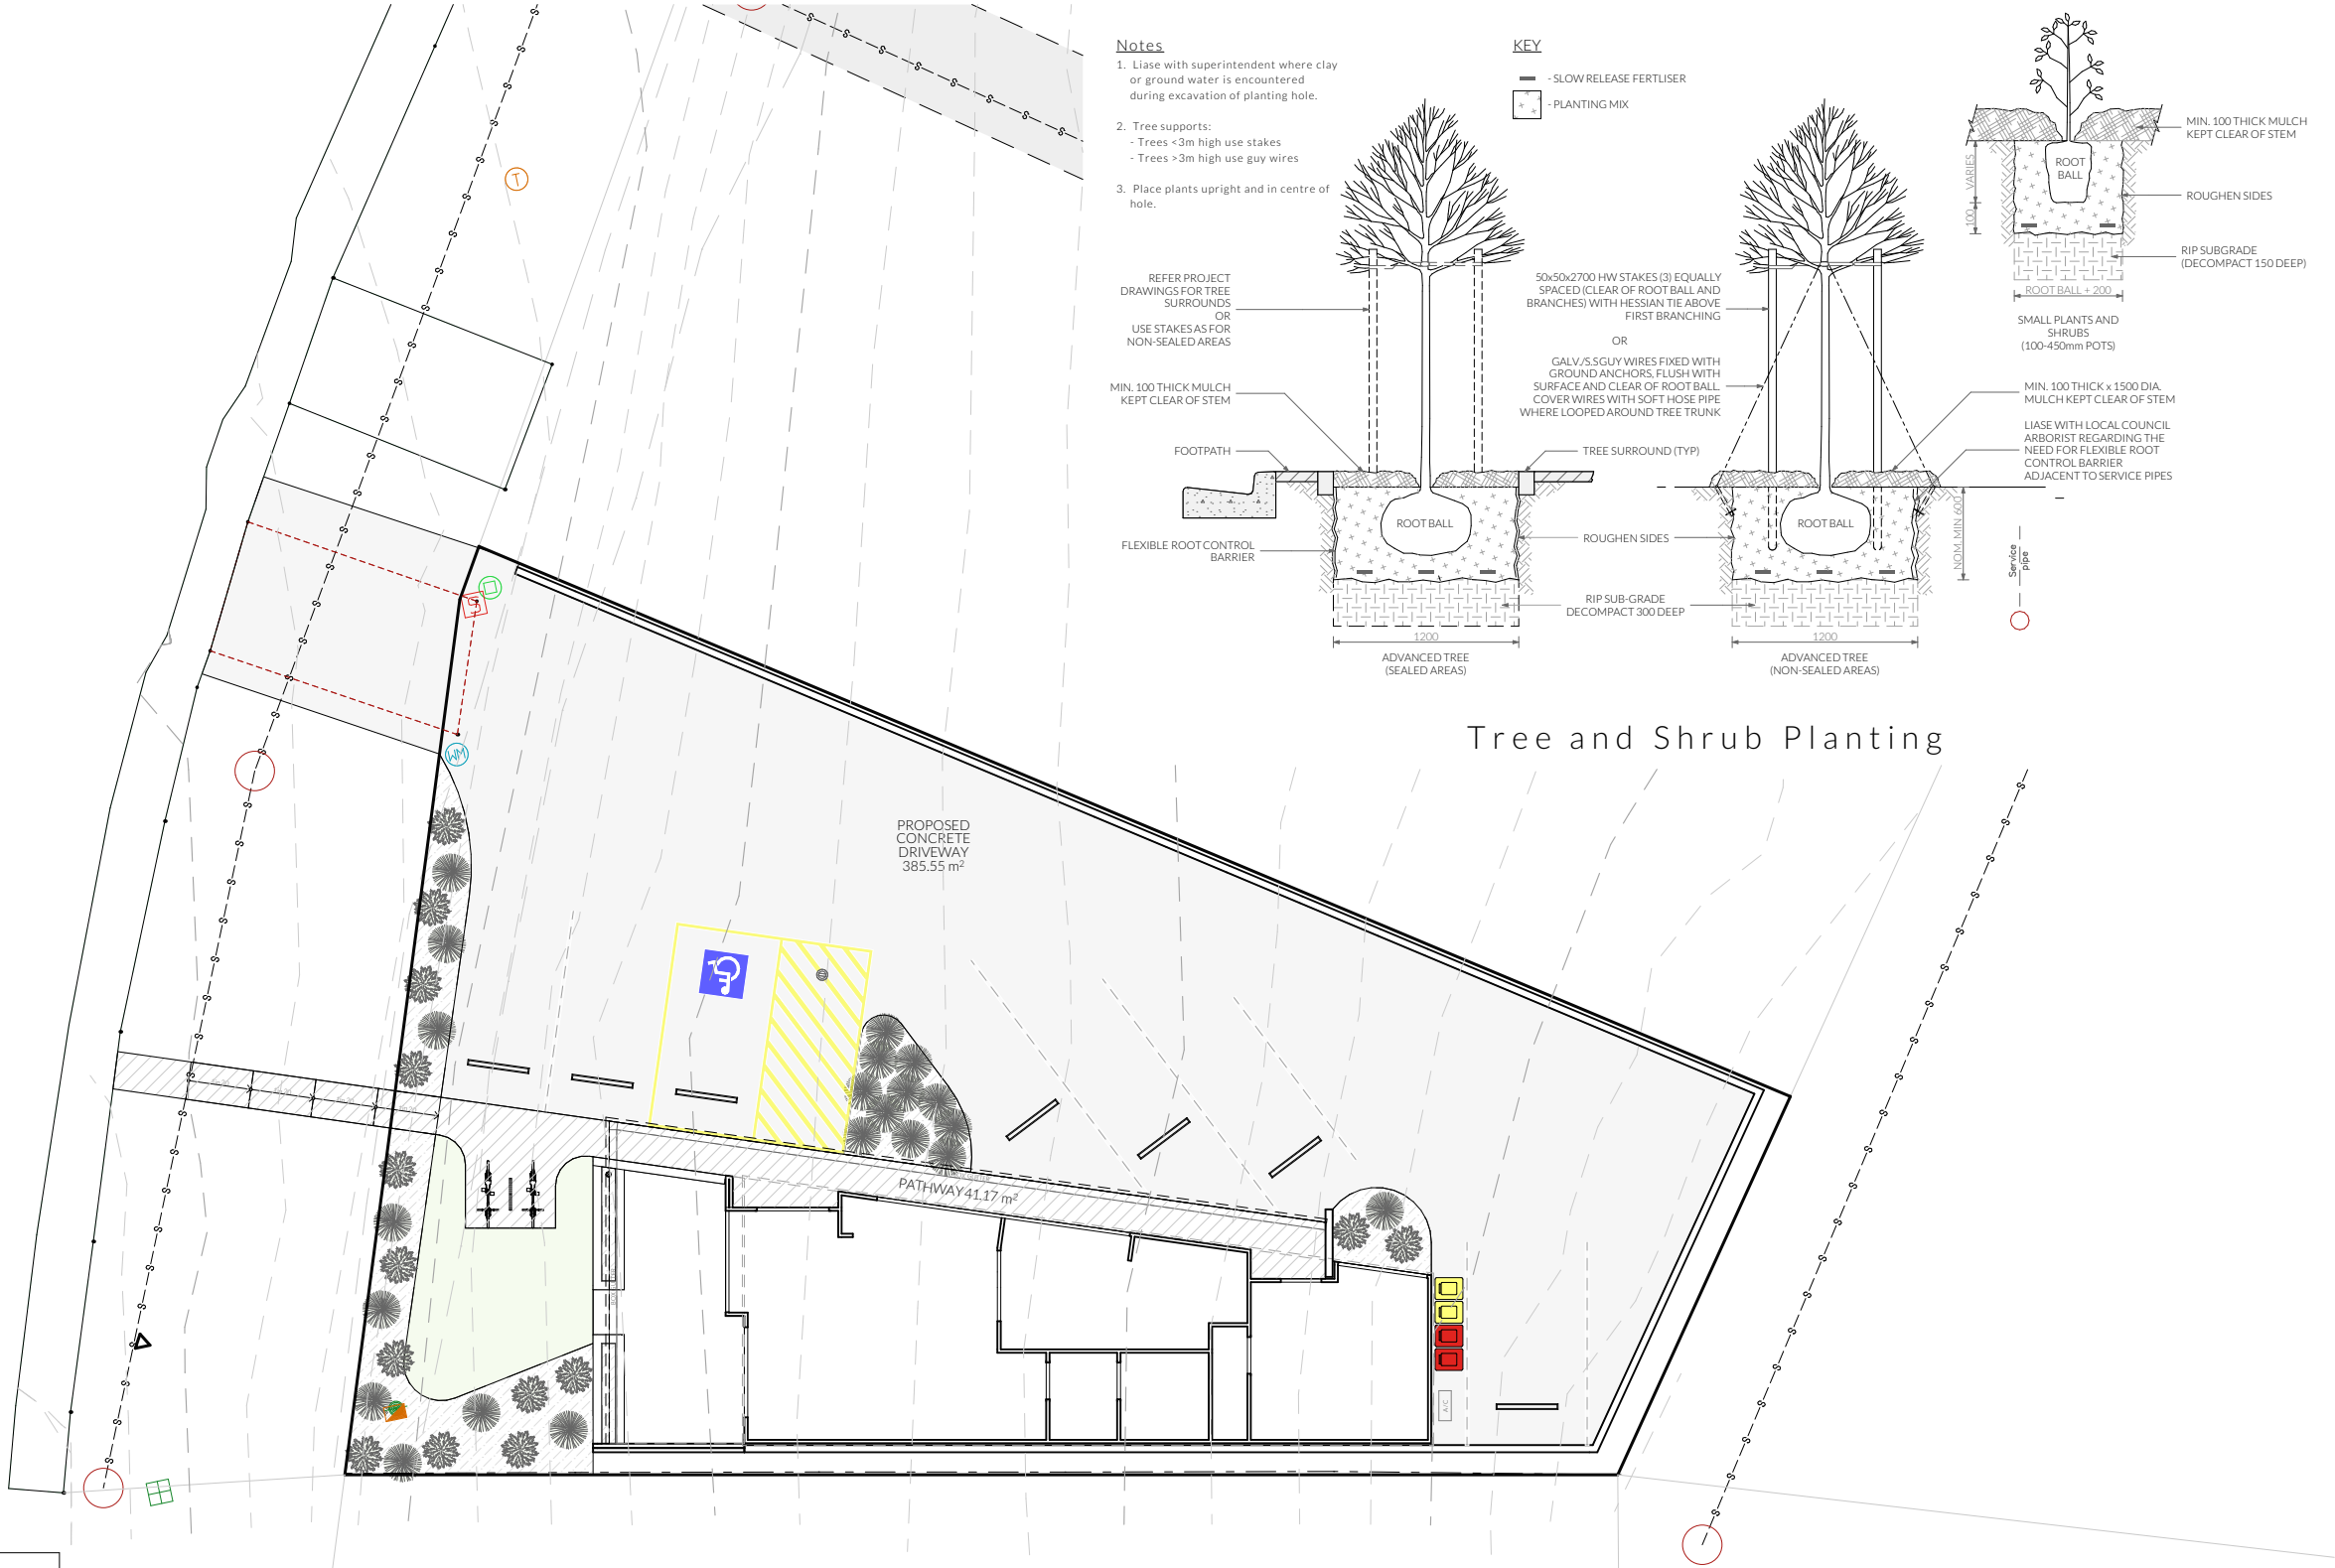 Notes
1. Liase with superintendent where clay
or ground water is encountered
during excavation of planting hole.
2. Tree supports:
- Trees <3m high use stakes
- Trees >3m high use guy wires
3. Place plants upright and in centre of
hole.
KEY
- SLOW RELEASE FERTLISER
- PLANTING MIX
REFER PROJECT
DRAWINGS FOR TREE
SURROUNDS
OR
USE STAKES AS FOR
NON-SEALED AREAS
MIN. 100 THICK MULCH
KEPT CLEAR OF STEM
FOOTPATH
FLEXIBLE ROOT CONTROL
BARRIER
ROOT BALL
1200
ADVANCED TREE
(SEALED AREAS)
50x50x2700 HW STAKES (3) EQUALLY
SPACED (CLEAR OF ROOT BALL AND
BRANCHES) WITH HESSIAN TIE ABOVE
FIRST BRANCHING
OR
GALV./S.S GUY WIRES FIXED WITH
GROUND ANCHORS, FLUSH WITH
SURFACE AND CLEAR OF ROOT BALL.
COVER WIRES WITH SOFT HOSE PIPE
WHERE LOOPED AROUND TREE TRUNK
TREE SURROUND (TYP)
ROUGHEN SIDES
RIP SUB-GRADE
DECOMPACT 300 DEEP
ROOT BALL
1200
ADVANCED TREE
(NON-SEALED AREAS)
MIN. 100 THICK MULCH
KEPT CLEAR OF STEM
ROOT
BALL
VARIES
100
ROUGHEN SIDES
RIP SUBGRADE
(DECOMPACT 150 DEEP)
ROOT BALL + 200
SMALL PLANTS AND
SHRUBS
(100-450mm POTS)
MIN. 100 THICK x 1500 DIA.
MULCH KEPT CLEAR OF STEM
LIASE WITH LOCAL COUNCIL
ARBORIST REGARDING THE
NEED FOR FLEXIBLE ROOT
CONTROL BARRIER
ADJACENT TO SERVICE PIPES
NOM. MIN 600
Service
pipe
Tree and Shrub Planting
T
WM
PROPOSED
CONCRETE
DRIVEWAY
385.55 m²
PATHWAY 41.17 m²
A/C